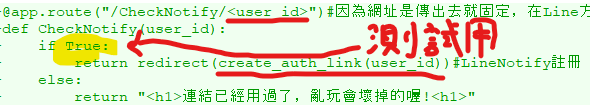 @app.route("/CheckNotify/<user_id>")#因為網址是傳出去就固定，在Line方
def CheckNotify(user_id):
if True:
測試用
return redirect(create_auth_link(user_id))#LineNotify註冊
else:
return "<h1>連結已經用過了，亂玩會壞掉的喔!<h1>"